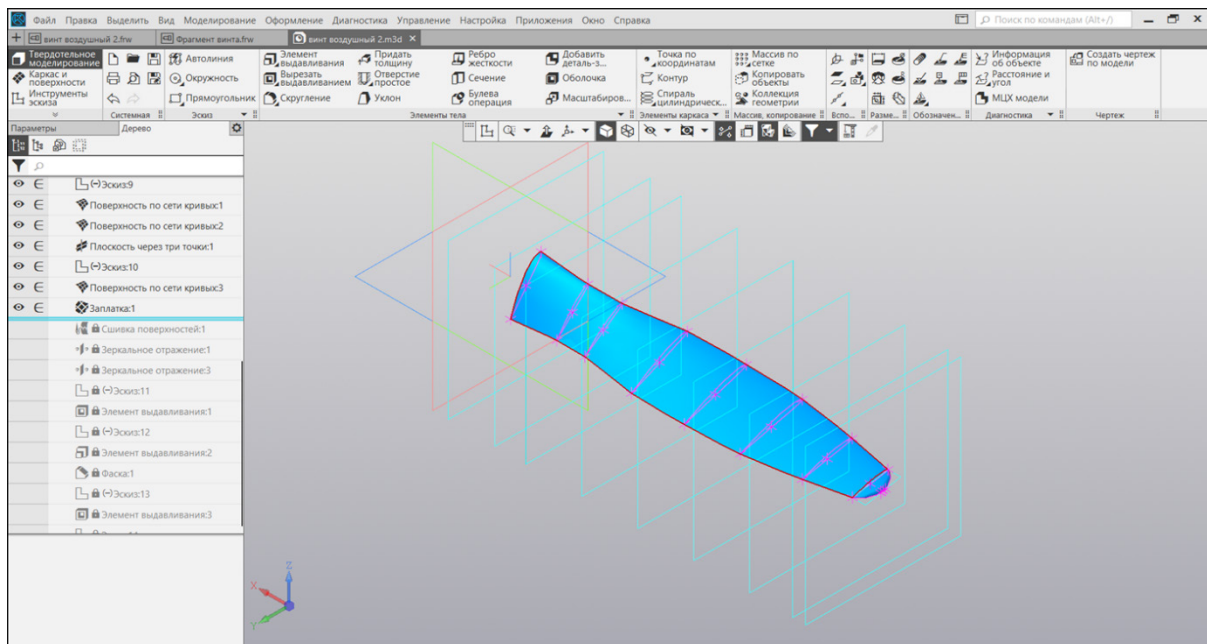 Файл Правка Выделить Вид Моделирование Оформление Диагностика Управление Настройка Приложения Окно Справка
Поиск по командам (Alt+/)
винт воздушный 2.frw
Фрагмент винта.frw
винт воздушный 2.m3d
Твердотельное моделирование
Каркас и поверхности
Инструменты эскиза
Системная
Автолиния
Окружность
Прямоугольник
Эскиз
Элемент выдавливания
Вырезать выдавливанием
Скругление
Придать толщину
Отверстие простое
Уклон
Ребро жесткости
Сечение
Булева операция
Добавить деталь-з...
Оболочка
Масштабиров...
Элементы тела
Точка по координатам
Контур
Спираль цилиндрическ...
Элементы каркаса
Массив по сетке
Копировать объекты
Коллекция геометрии
Массив, копирование
Вспо...
Разме...
Обозначен...
Информация об объекте
Расстояние и угол
МЦХ модели
Диагностика
Создать чертеж по модели
Чертеж
Параметры
Дерево
(-)Эскиз:9
Поверхность по сети кривых:1
Поверхность по сети кривых:2
Плоскость через три точки:1
(-)Эскиз:10
Поверхность по сети кривых:3
Заплатка:1
Сшивка поверхностей:1
Зеркальное отражение:1
Зеркальное отражение:3
(-)Эскиз:11
Элемент выдавливания:1
(-)Эскиз:12
Элемент выдавливания:2
Фаска:1
(-)Эскиз:13
Элемент выдавливания:3
Z
X
Y